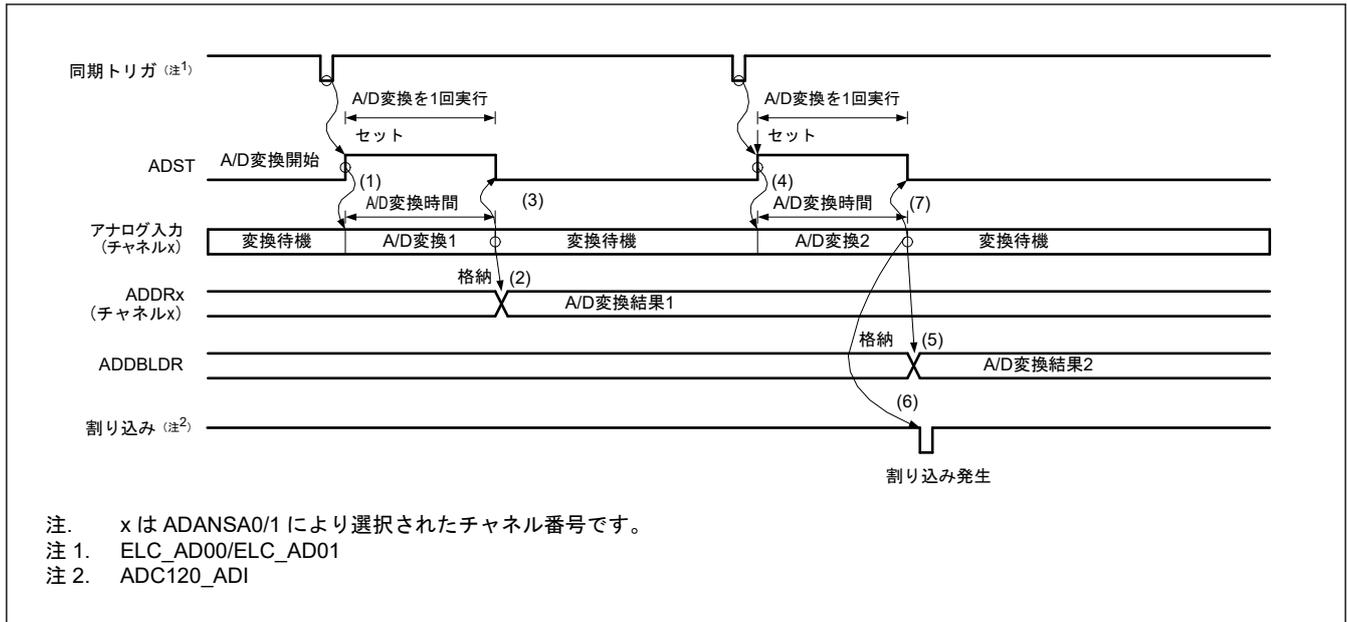 同期トリガ（注1）
A/D変換を1回実行
A/D変換を1回実行
セット
セット
ADST
A/D変換開始
(1)
(3)
(4)
(7)
A/D変換時間
A/D変換時間
アナログ入力
(チャネルx)
変換待機
A/D変換1
変換待機
A/D変換2
変換待機
格納
(2)
ADDRx
(チャネルx)
A/D変換結果1
格納
(5)
ADDBLDR
A/D変換結果2
(6)
割り込み（注2）
割り込み発生
注. x は ADANSA0/1 により選択されたチャネル番号です。
注 1. ELC_AD00/ELC_AD01
注 2. ADC120_ADI